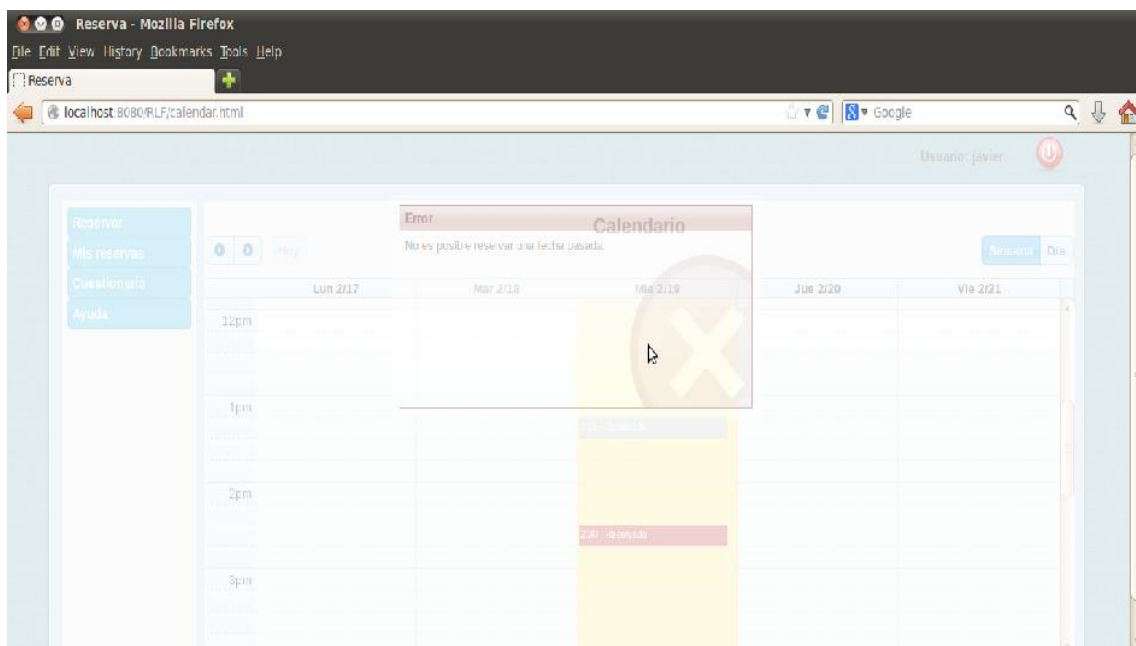 Reserva - Mozilla Firefox
File Edit View History Bookmarks Tools Help
Reserva
localhost:8080/RLF/calendar.html
Google
Usuario: javier
Reservar
Mis reservas
Cuestionario
Ayuda
Error
Calendario
No es posible reservar una fecha pasada.
Hoy
Semana Día
Lun 2/17 Mar 2/18 Mié 2/19 Jue 2/20 Vie 2/21
12pm
1pm
2pm
3pm